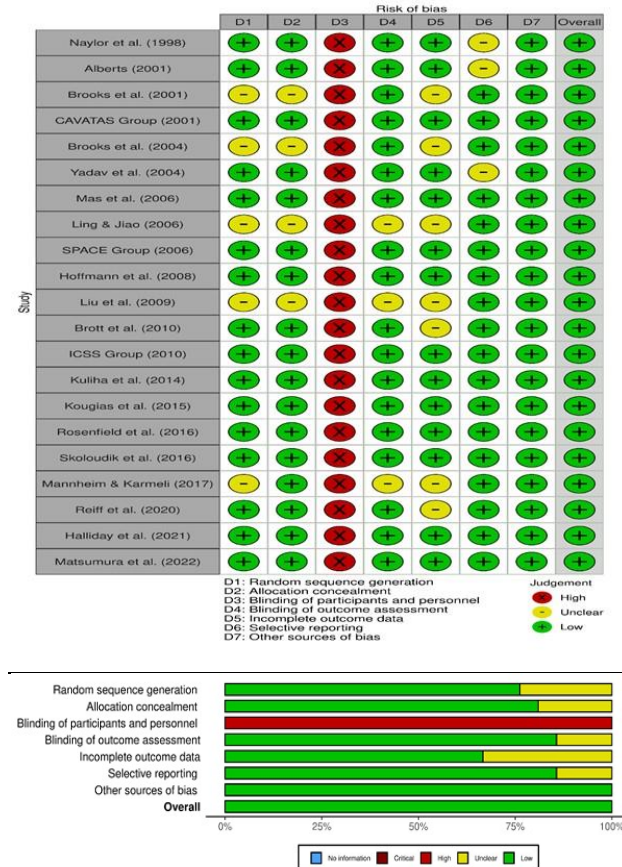 Risk of bias
D1 D2 D3 D4 D5 D6 D7 Overall
Study
Naylor et al. (1998)
Alberts (2001)
Brooks et al. (2001)
CAVATAS Group (2001)
Brooks et al. (2004)
Yadav et al. (2004)
Mas et al. (2006)
Ling & Jiao (2006)
SPACE Group (2006)
Hoffmann et al. (2008)
Liu et al. (2009)
Brott et al. (2010)
ICSS Group (2010)
Kuliha et al. (2014)
Kougias et al. (2015)
Rosenfield et al. (2016)
Skoloudik et al. (2016)
Mannheim & Karmeli (2017)
Reiff et al. (2020)
Halliday et al. (2021)
Matsumura et al. (2022)
D1: Random sequence generation
D2: Allocation concealment
D3: Blinding of participants and personnel
D4: Blinding of outcome assessment
D5: Incomplete outcome data
D6: Selective reporting
D7: Other sources of bias
Judgement
High
Unclear
Low
Random sequence generation
Allocation concealment
Blinding of participants and personnel
Blinding of outcome assessment
Incomplete outcome data
Selective reporting
Other sources of bias
Overall
0% 25% 50% 75% 100%
No information Critical High Unclear Low